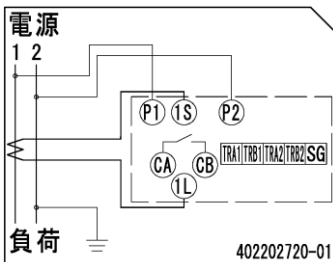 電源
1 2
P1 1S P2
CA CB
TRA1 TRB1 TRA2 TRB2 SG
1L
負荷
402202720-01